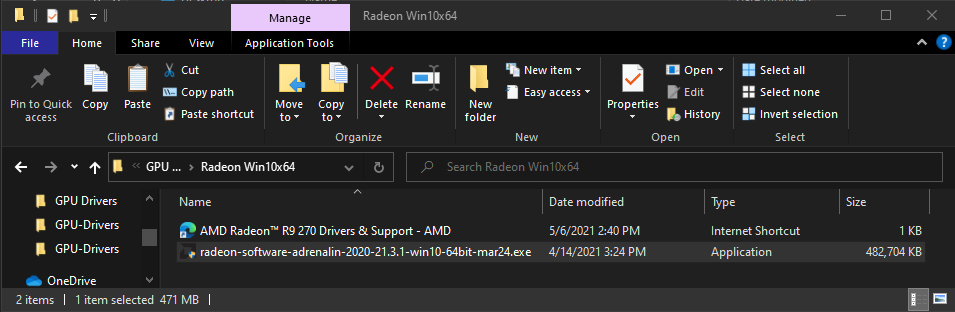 Manage
Radeon Win10x64
File
Home
Share
View
Application Tools
Pin to Quick access
Copy
Paste
Cut
Copy path
Paste shortcut
Clipboard
Move to
Copy to
Delete
Rename
Organize
New folder
New item
Easy access
New
Properties
Open
Edit
History
Open
Select all
Select none
Invert selection
Select
« GPU ... > Radeon Win10x64
Search Radeon Win10x64
GPU Drivers
GPU-Drivers
GPU-Drivers
OneDrive
Name Date modified Type Size
AMD Radeon™ R9 270 Drivers & Support - AMD 5/6/2021 2:40 PM Internet Shortcut 1 KB
radeon-software-adrenalin-2020-21.3.1-win10-64bit-mar24.exe 4/14/2021 3:24 PM Application 482,704 KB
2 items 1 item selected 471 MB